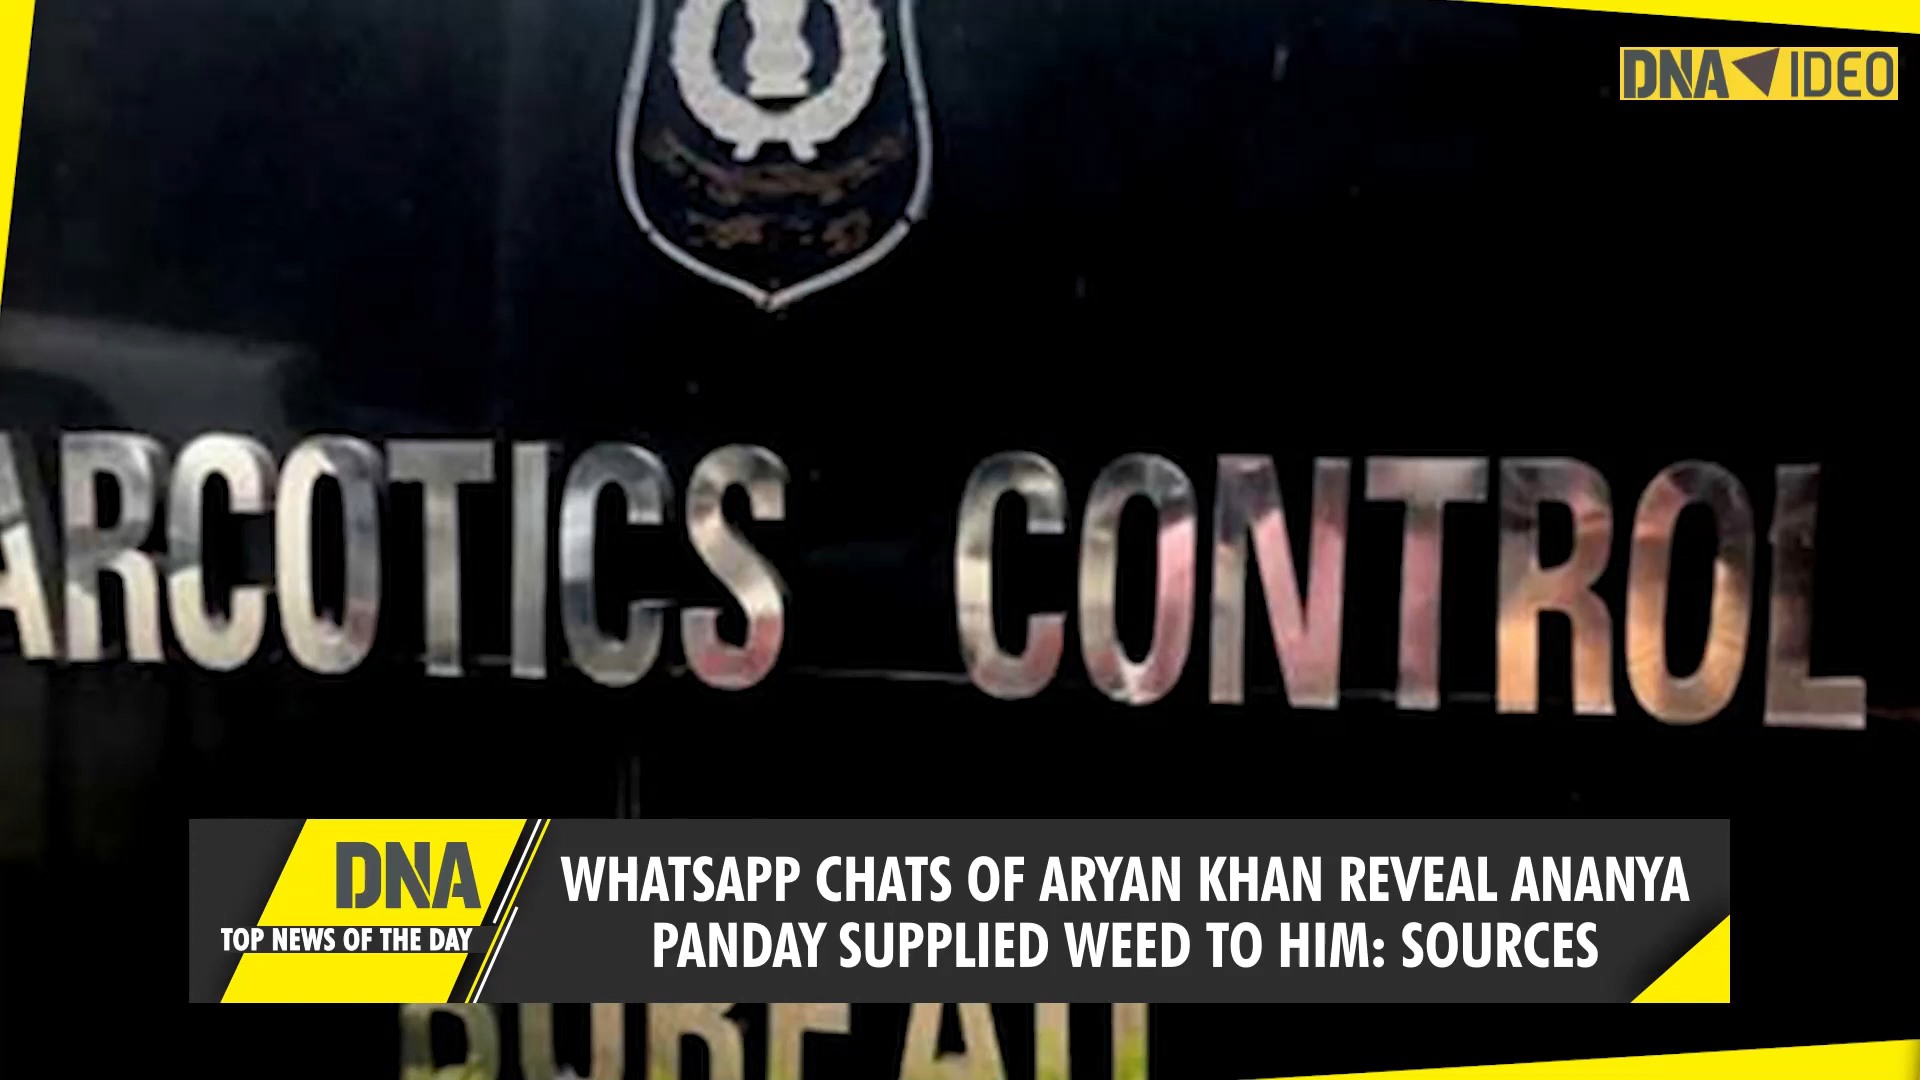 DNA VIDEO
ARCOTICS CONTROL
DNA
TOP NEWS OF THE DAY
WHATSAPP CHATS OF ARYAN KHAN REVEAL ANANYA
PANDAY SUPPLIED WEED TO HIM: SOURCES
BUREAU